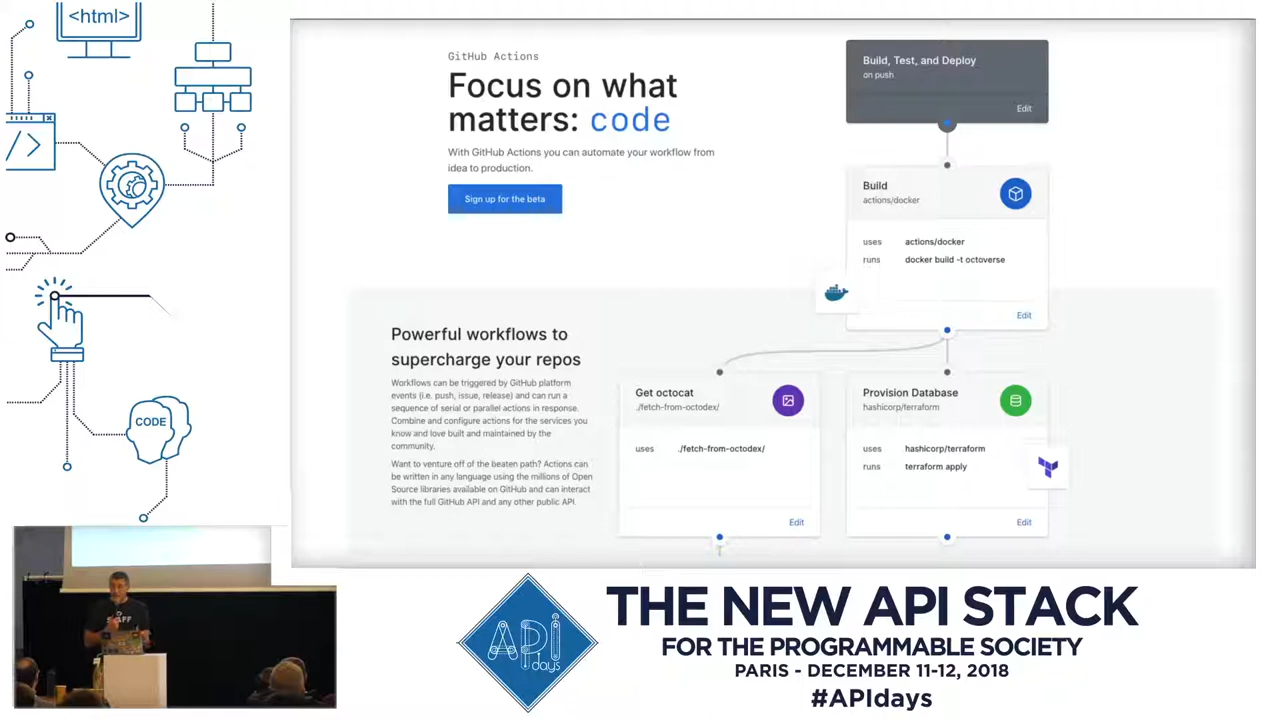 <html>
</>
CODE
GitHub Actions
Focus on what
matters: code
With GitHub Actions you can automate your workflow from
idea to production.
Sign up for the beta
Build, Test, and Deploy
on push
Edit
Build
actions/docker
uses actions/docker
runs docker build -t octoverse
Edit
Powerful workflows to
supercharge your repos
Workflows can be triggered by GitHub platform
events (i.e. push, issue, release) and can run a
sequence of serial or parallel actions in response.
Combine and configure actions for the services you
know and love built and maintained by the
community.
Want to venture off of the beaten path? Actions can
be written in any language using the millions of Open
Source libraries available on GitHub and can interact
with the full GitHub API and any other public API.
Get octocat
./fetch-from-octodex/
uses ./fetch-from-octodex/
Edit
Provision Database
hashicorp/terraform
uses hashicorp/terraform
runs terraform apply
Edit
STAFF
API
days
THE NEW API STACK
FOR THE PROGRAMMABLE SOCIETY
PARIS - DECEMBER 11-12, 2018
#APIdays